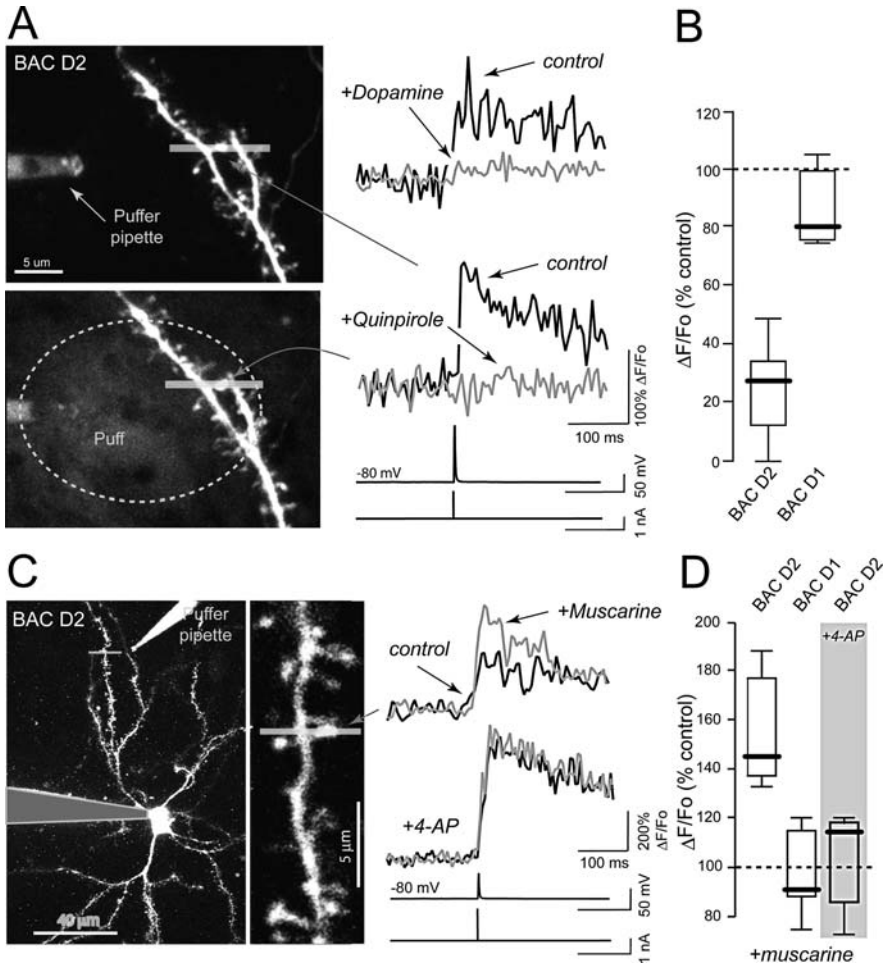 A
BAC D2
Puffer
pipette
5 um
Puff
control
+Dopamine
control
+Quinpirole
100% ΔF/Fo
100 ms
-80 mV
50 mV
1 nA
B
ΔF/Fo (% control)
120
100
80
60
40
20
0
BAC D2
BAC D1
C
BAC D2
Puffer
pipette
40 µm
5 µm
+Muscarine
control
+4-AP
200%
ΔF/Fo
100 ms
-80 mV
50 mV
1 nA
D
BAC D2
BAC D1
BAC D2
+4-AP
ΔF/Fo (% control)
200
180
160
140
120
100
80
+muscarine